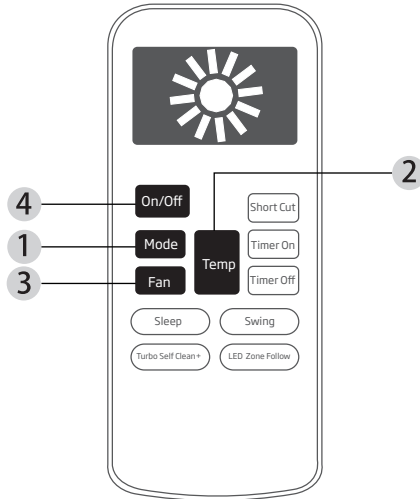 2
4
On/Off
Short Cut
1
Mode
Temp
Timer On
3
Fan
Timer Off
Sleep
Swing
Turbo Self Clean+
LED Zone Follow